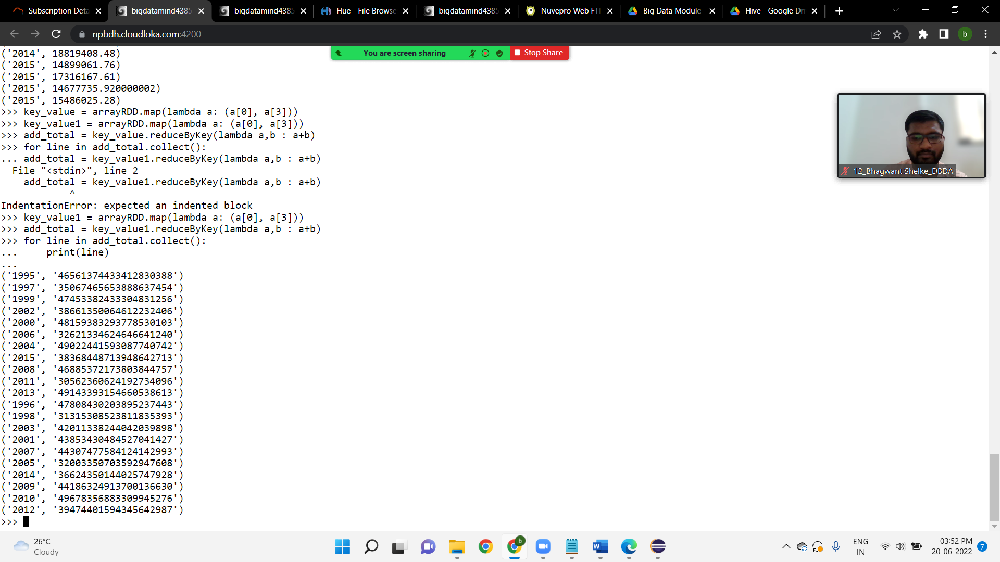 Subscription Deta
bigdatamind4385
bigdatamind4385
Hue - File Browse
bigdatamind4385
Nuvepro Web FTP
Big Data Module
Hive - Google Dri
npbdh.cloudloka.com:4200
b
You are screen sharing
Stop Share
('2014', 18819408.48)
('2015', 14899061.76)
('2015', 17316167.61)
('2015', 14677735.920000002)
('2015', 15486025.28)
>>> key_value = arrayRDD.map(lambda a: (a[0], a[3]))
>>> key_value1 = arrayRDD.map(lambda a: (a[0], a[3]))
>>> add_total = key_value.reduceByKey(lambda a,b : a+b)
>>> for line in add_total.collect():
... add_total = key_value1.reduceByKey(lambda a,b : a+b)
  File "<stdin>", line 2
    add_total = key_value1.reduceByKey(lambda a,b : a+b)
            ^
IndentationError: expected an indented block
>>> key_value1 = arrayRDD.map(lambda a: (a[0], a[3]))
>>> add_total = key_value1.reduceByKey(lambda a,b : a+b)
>>> for line in add_total.collect():
...     print(line)
...
('1995', '46561374433412830388')
('1997', '35067465653888637454')
('1999', '47453382433304831256')
('2002', '38661350064612232406')
('2000', '48159383293778530103')
('2006', '32621334624646641240')
('2004', '49022441593087740742')
('2015', '38368448713948642713')
('2008', '46885372173803844757')
('2011', '30562360624192734096')
('2013', '49143393154660538613')
('1996', '47808430203895237443')
('1998', '31315308523811835393')
('2003', '42011338244042039898')
('2001', '43853430484527041427')
('2007', '44307477584124142993')
('2005', '32003350703592947608')
('2014', '36624350144025747928')
('2009', '44186324913700136630')
('2010', '49678356883309945276')
('2012', '39474401594345642987')
>>>
12_Bhagwant Shelke_DBDA
26°C
Cloudy
b
ENG
IN
03:52 PM
20-06-2022
7